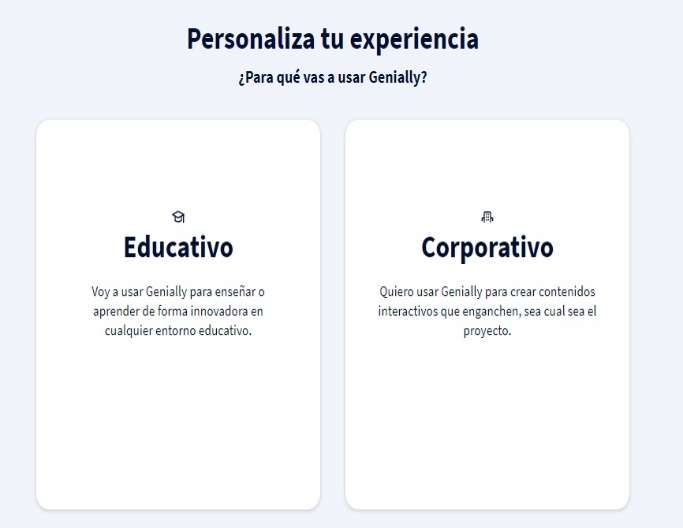 Personaliza tu experiencia
¿Para qué vas a usar Genially?
Educativo
Voy a usar Genially para enseñar o
aprender de forma innovadora en
cualquier entorno educativo.
Corporativo
Quiero usar Genially para crear contenidos
interactivos que enganchen, sea cual sea el
proyecto.